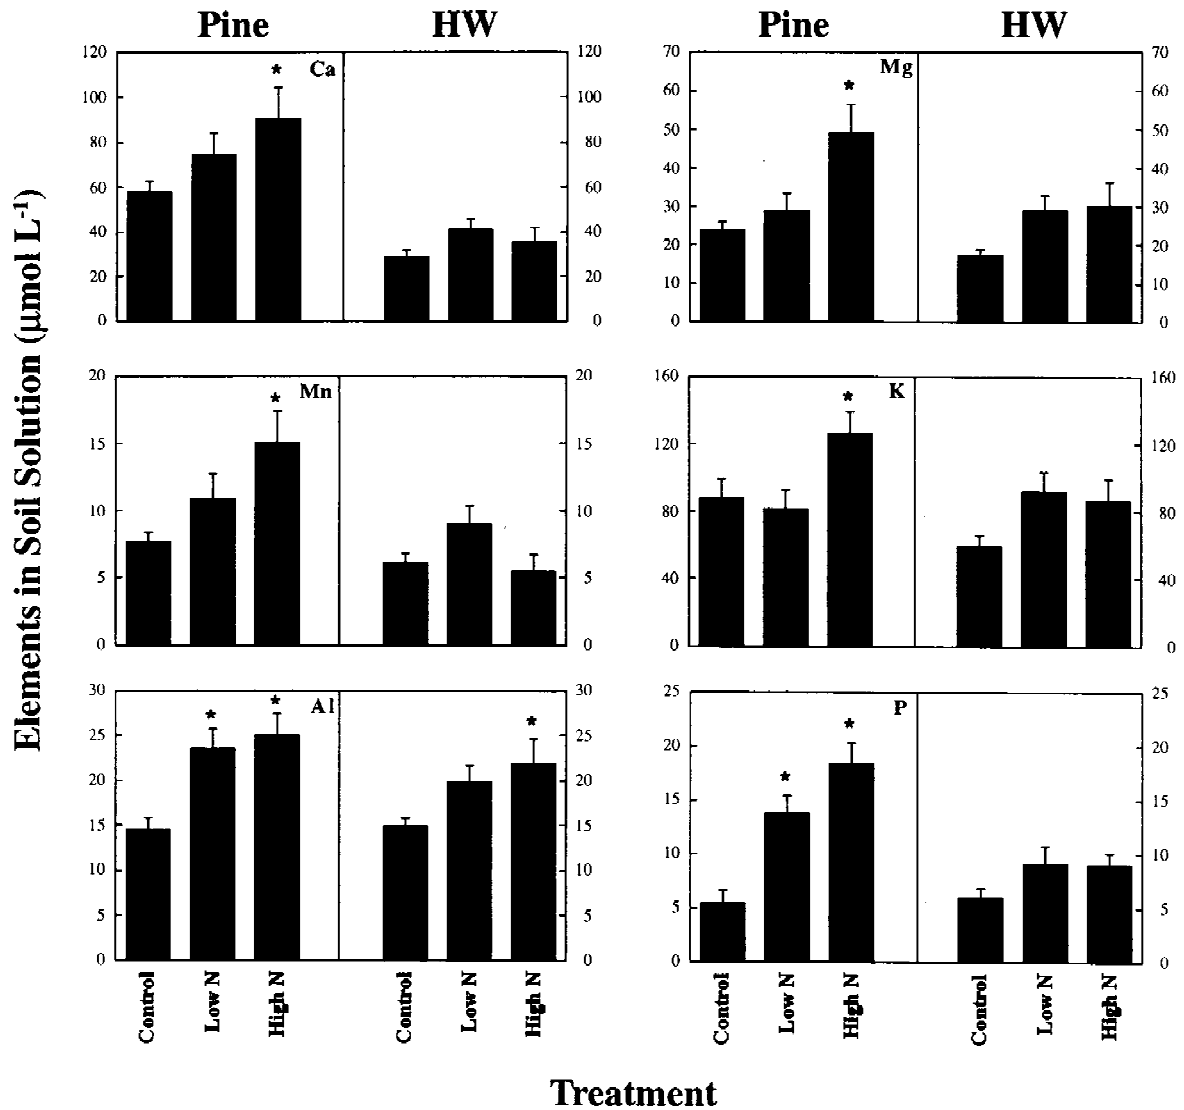 Pine HW Pine HW
120 120 70 70
Ca Mg
* *
100 100 60 60
80 80 50 50
60 60 40 40
40 40 30 30
20 20 20 20
10 10
0 0 0 0
20 20 160 160
Mn K
* *
15 15 120 120
10 10 80 80
5 5 40 40
0 0 0 0
30 30 25 25
Al P
* * * * *
25 25 20 20
20 20 15 15
15 15 10 10
10 10 5 5
5 5
0 0 0 0
Control Low N High N Control Low N High N Control Low N High N Control Low N High N
Elements in Soil Solution (µmol L-1)
Treatment